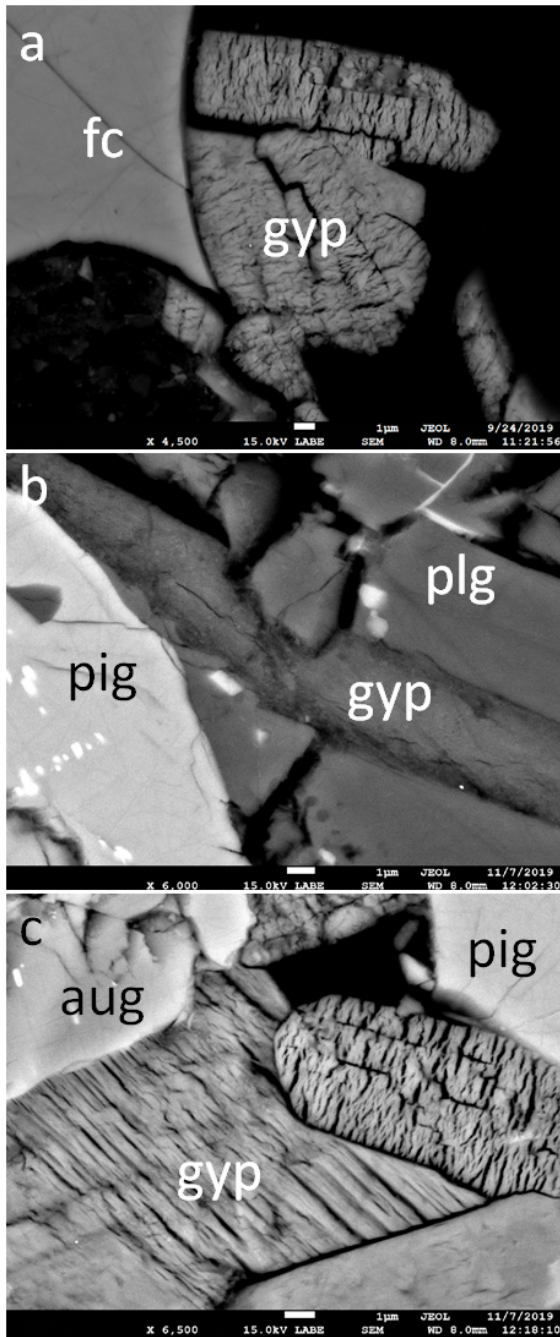 a
fc
gyp
1µm JEOL 9/24/2019
X 4,500 15.0kV LABE SEM WD 8.0mm 11:21:56
b
plg
pig
gyp
1µm JEOL 11/7/2019
X 6,000 15.0kV LABE SEM WD 8.0mm 12:02:30
c
pig
aug
gyp
1µm JEOL 11/7/2019
X 6,500 15.0kV LABE SEM WD 8.0mm 12:18:10